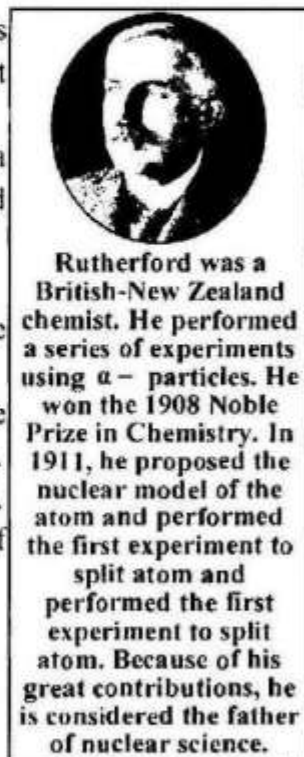 s
t
a
Rutherford was a
British-New Zealand
chemist. He performed
e
a series of experiments
using α – particles. He
won the 1908 Noble
e
Prize in Chemistry. In
1911, he proposed the
nuclear model of the
atom and performed
f
the first experiment to
split atom and
performed the first
experiment to split
atom. Because of his
great contributions, he
is considered the father
of nuclear science.